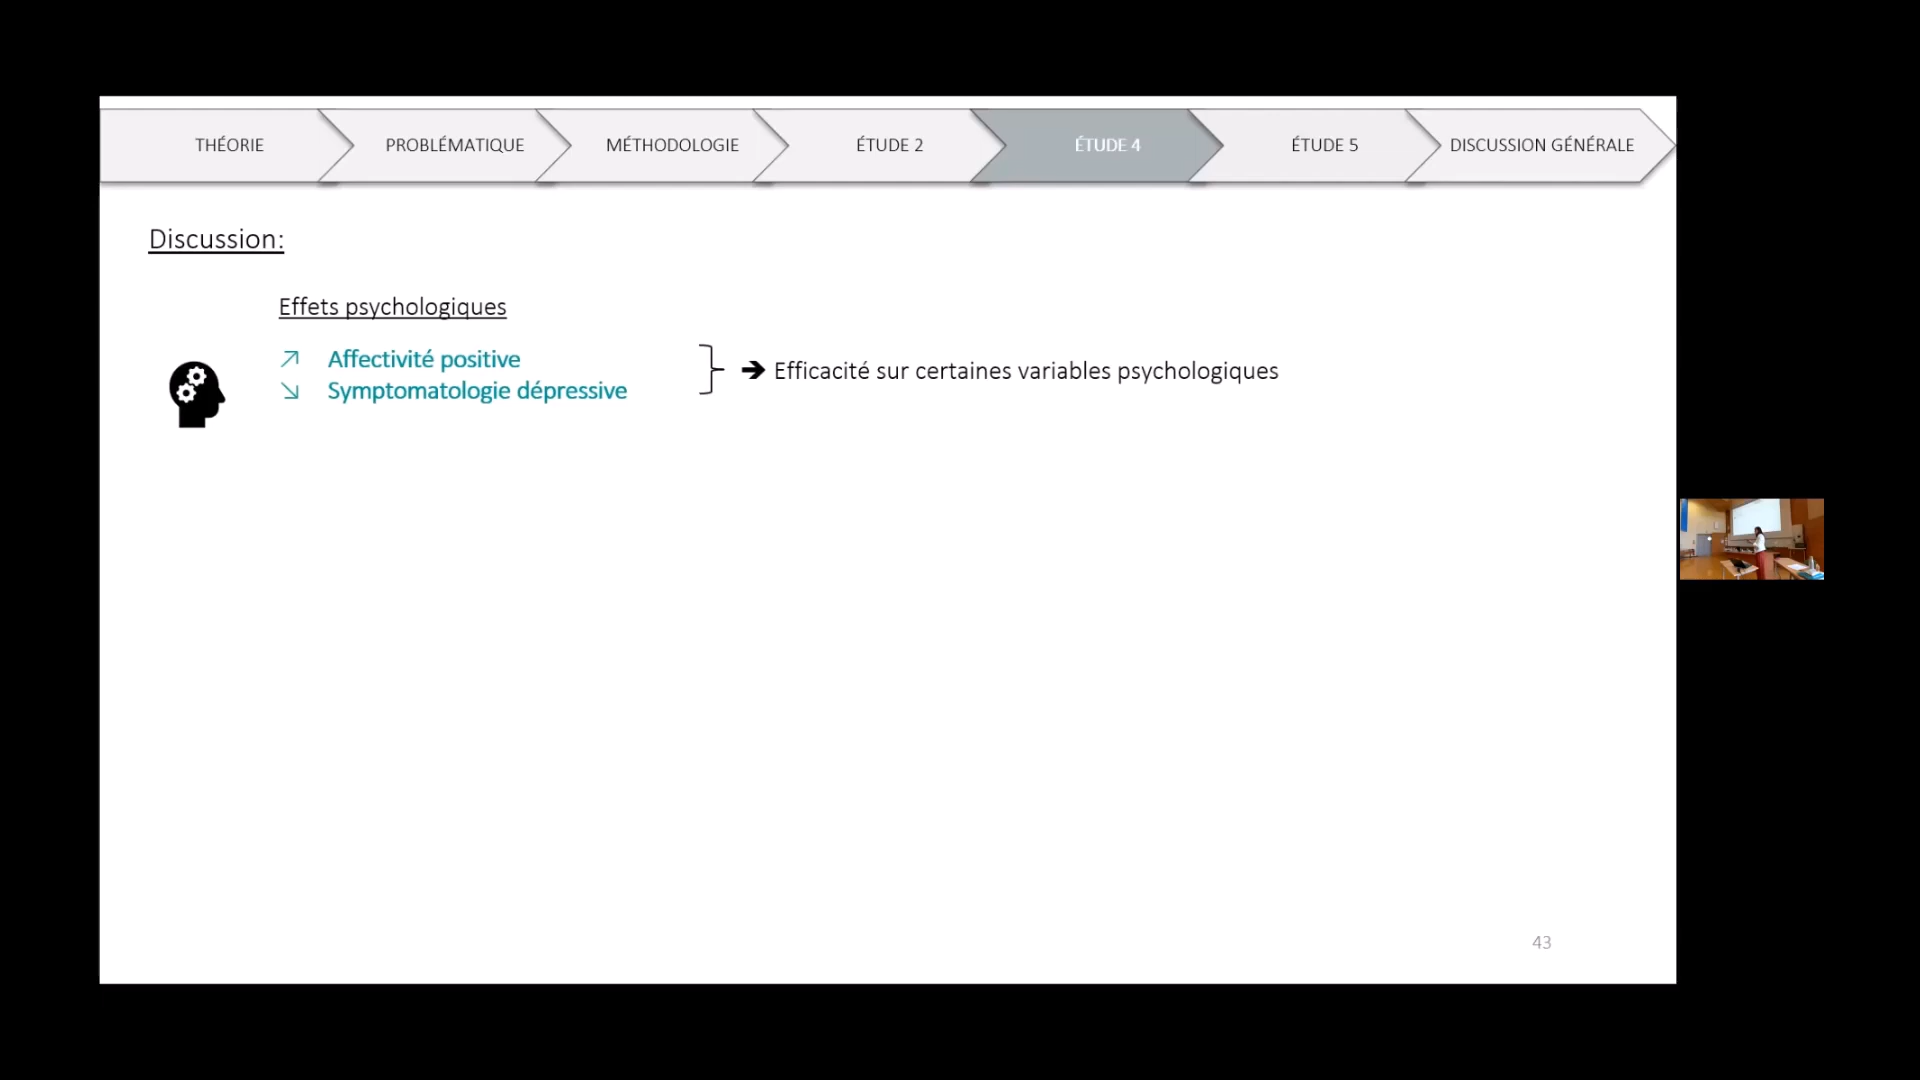 THÉORIE
PROBLÉMATIQUE
MÉTHODOLOGIE
ÉTUDE 2
ÉTUDE 4
ÉTUDE 5
DISCUSSION GÉNÉRALE
Discussion:
Effets psychologiques
↗ Affectivité positive
↘ Symptomatologie dépressive
➔ Efficacité sur certaines variables psychologiques
43